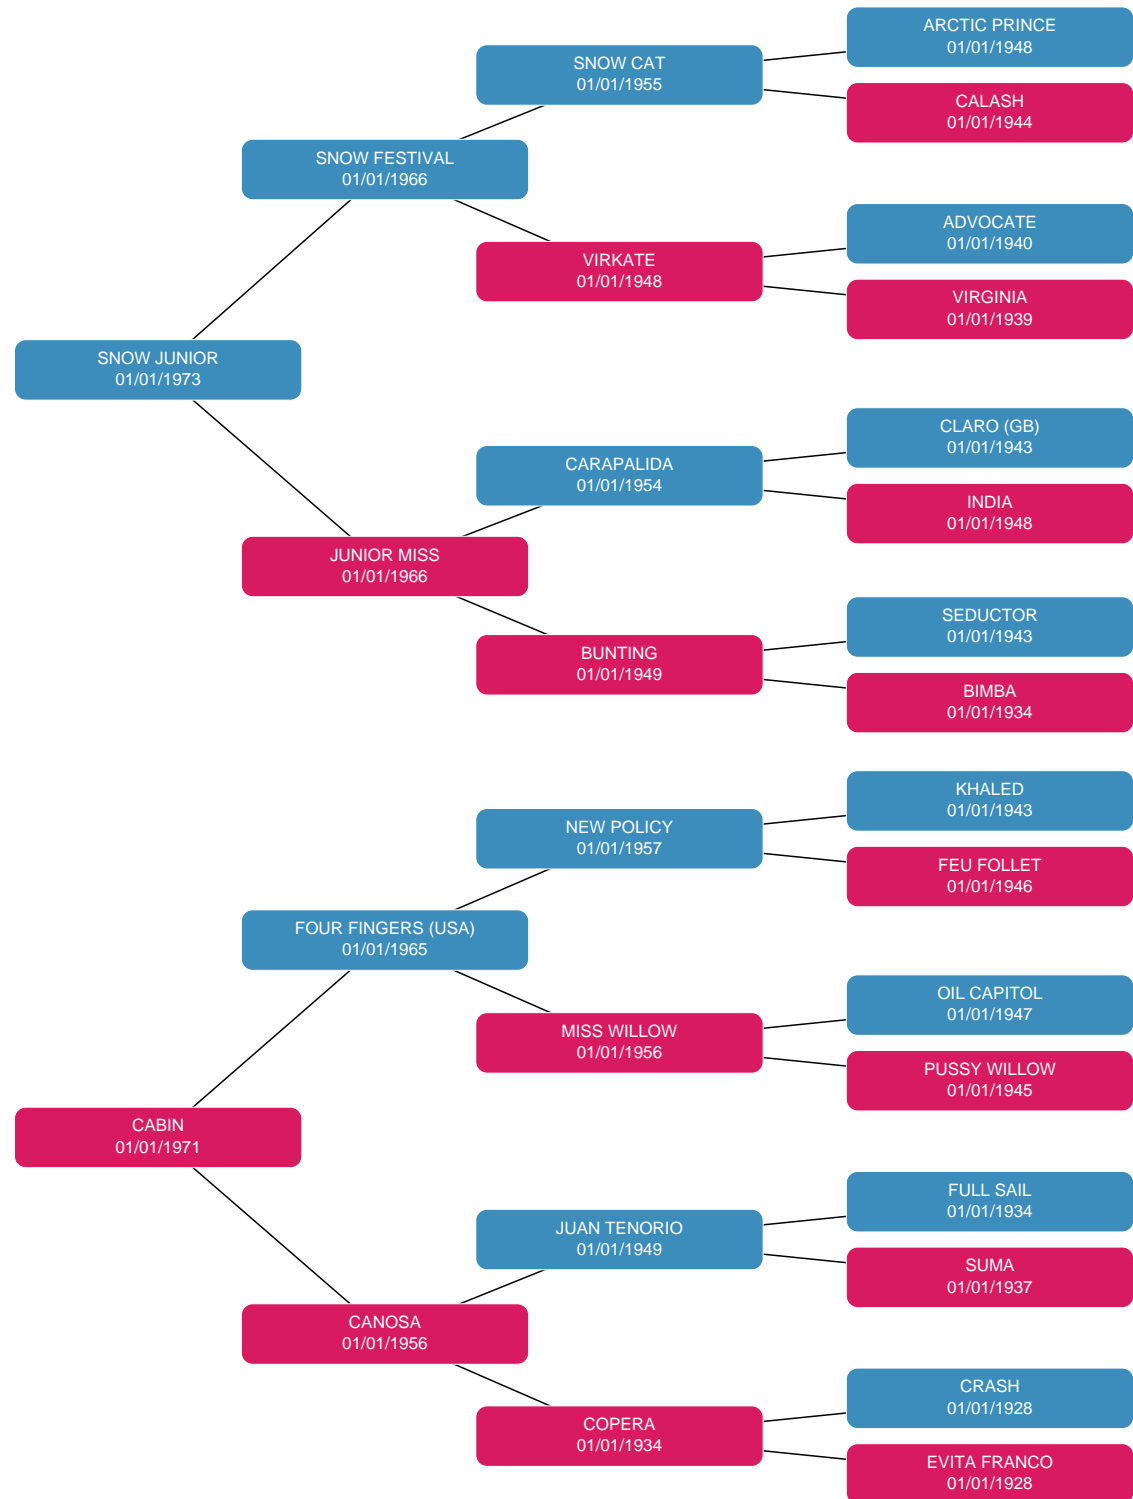 ARCTIC PRINCE
01/01/1948
SNOW CAT
01/01/1955
CALASH
01/01/1944
SNOW FESTIVAL
01/01/1966
ADVOCATE
01/01/1940
VIRKATE
01/01/1948
VIRGINIA
01/01/1939
SNOW JUNIOR
01/01/1973
CLARO (GB)
01/01/1943
CARAPALIDA
01/01/1954
INDIA
01/01/1948
JUNIOR MISS
01/01/1966
SEDUCTOR
01/01/1943
BUNTING
01/01/1949
BIMBA
01/01/1934
KHALED
01/01/1943
NEW POLICY
01/01/1957
FEU FOLLET
01/01/1946
FOUR FINGERS (USA)
01/01/1965
OIL CAPITOL
01/01/1947
MISS WILLOW
01/01/1956
PUSSY WILLOW
01/01/1945
CABIN
01/01/1971
FULL SAIL
01/01/1934
JUAN TENORIO
01/01/1949
SUMA
01/01/1937
CANOSA
01/01/1956
CRASH
01/01/1928
COPERA
01/01/1934
EVITA FRANCO
01/01/1928